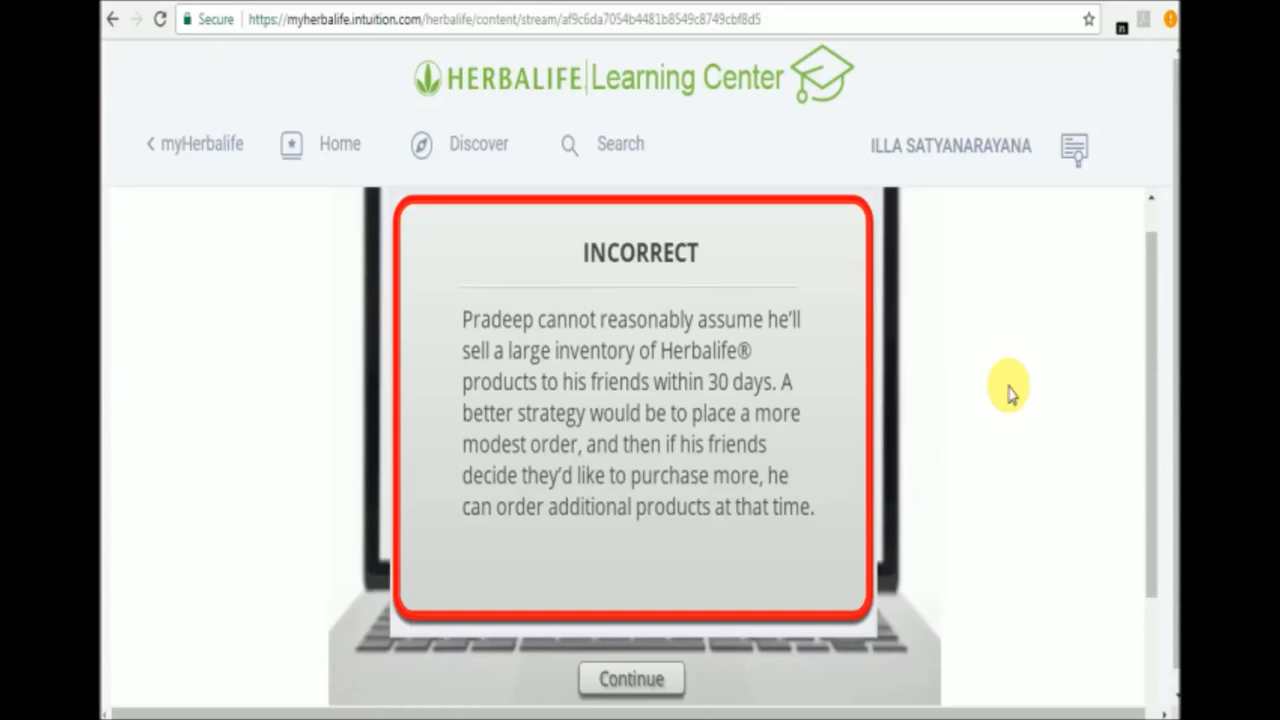 Secure
https://myherbalife.intuition.com/herbalife/content/stream/af9c6da7054b4481b8549c8749cbf8d5
HERBALIFE Learning Center
myHerbalife Home Discover Search ILLA SATYANARAYANA
INCORRECT
Pradeep cannot reasonably assume he'll
sell a large inventory of Herbalife®
products to his friends within 30 days. A
better strategy would be to place a more
modest order, and then if his friends
decide they'd like to purchase more, he
can order additional products at that time.
Continue